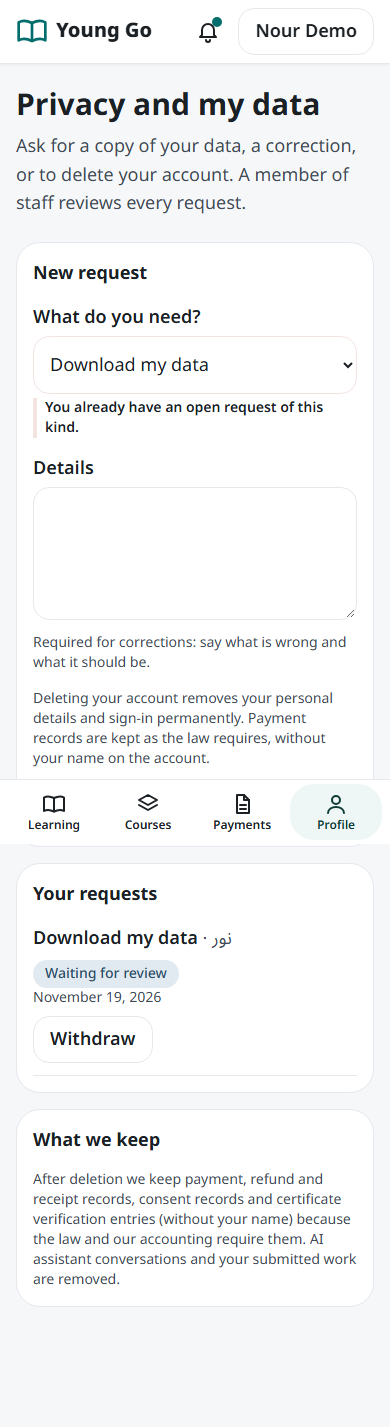 Young Go
Nour Demo
Privacy and my data
Ask for a copy of your data, a correction,
or to delete your account. A member of
staff reviews every request.
New request
What do you need?
Download my data
You already have an open request of this
kind.
Details
Required for corrections: say what is wrong and
what it should be.
Deleting your account removes your personal
details and sign-in permanently. Payment
records are kept as the law requires, without
your name on the account.
Learning
Courses
Payments
Profile
Your requests
Download my data · نور
Waiting for review
November 19, 2026
Withdraw
What we keep
After deletion we keep payment, refund and
receipt records, consent records and certificate
verification entries (without your name) because
the law and our accounting require them. AI
assistant conversations and your submitted work
are removed.